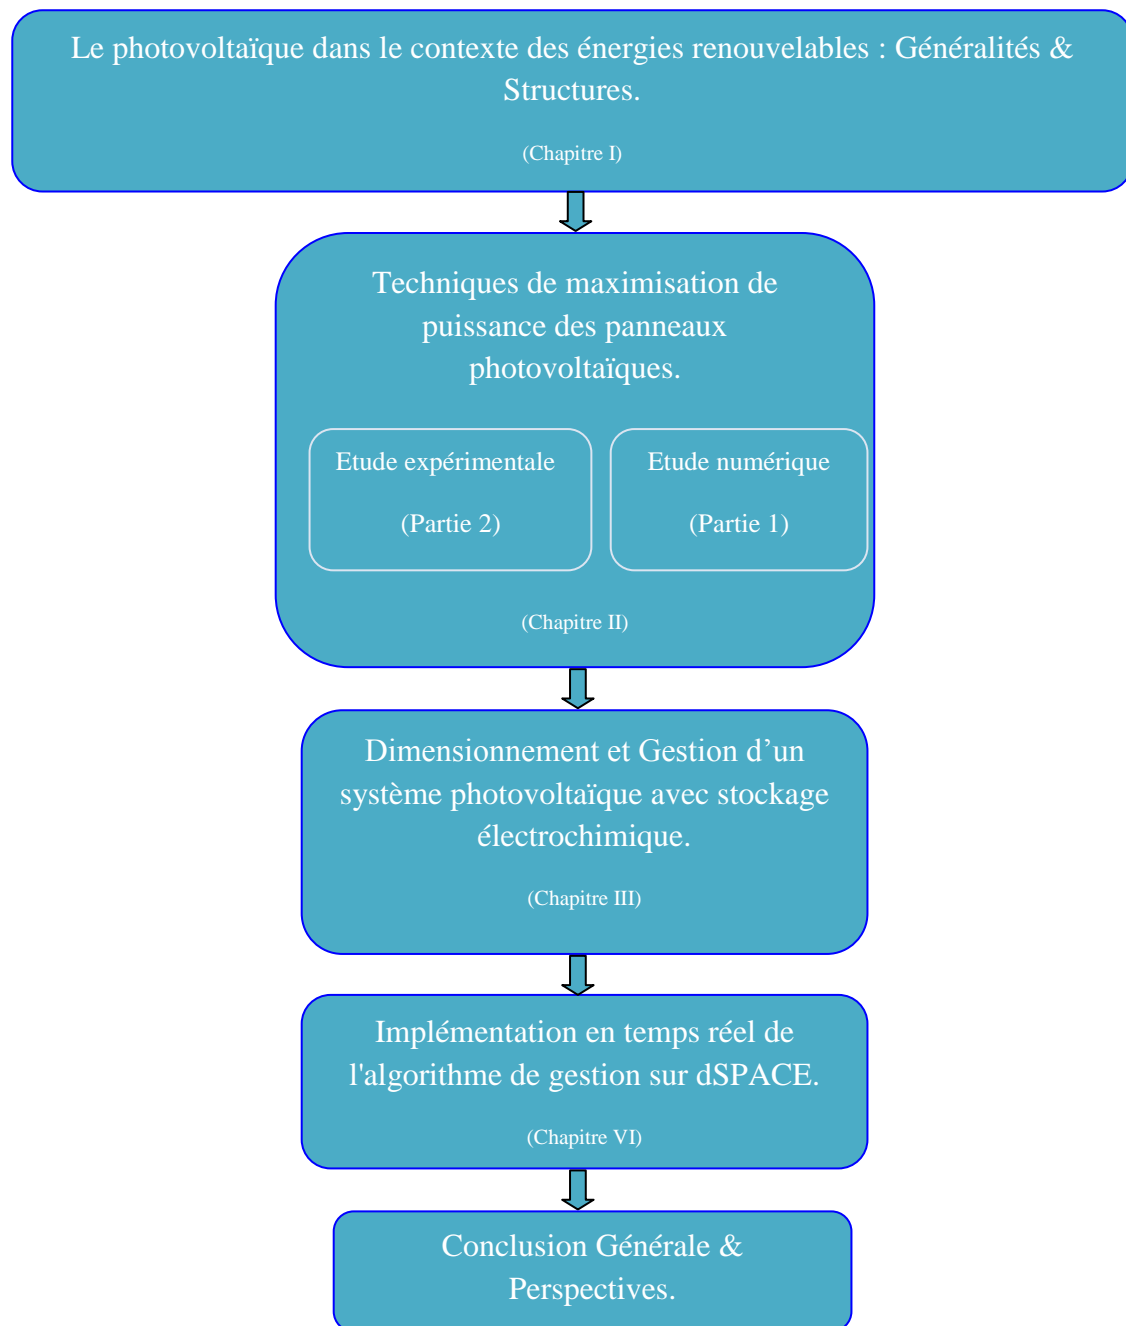 Le photovoltaïque dans le contexte des énergies renouvelables : Généralités &
Structures.
(Chapitre I)
Techniques de maximisation de
puissance des panneaux
photovoltaïques.
Etude expérimentale
(Partie 2)
Etude numérique
(Partie 1)
(Chapitre II)
Dimensionnement et Gestion d’un
système photovoltaïque avec stockage
électrochimique.
(Chapitre III)
Implémentation en temps réel de
l'algorithme de gestion sur dSPACE.
(Chapitre VI)
Conclusion Générale &
Perspectives.